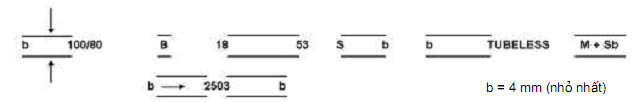 b 100/80 B 18 53 S b b TUBELESS M + Sb
b → 2503 b b = 4 mm (nhỏ nhất)